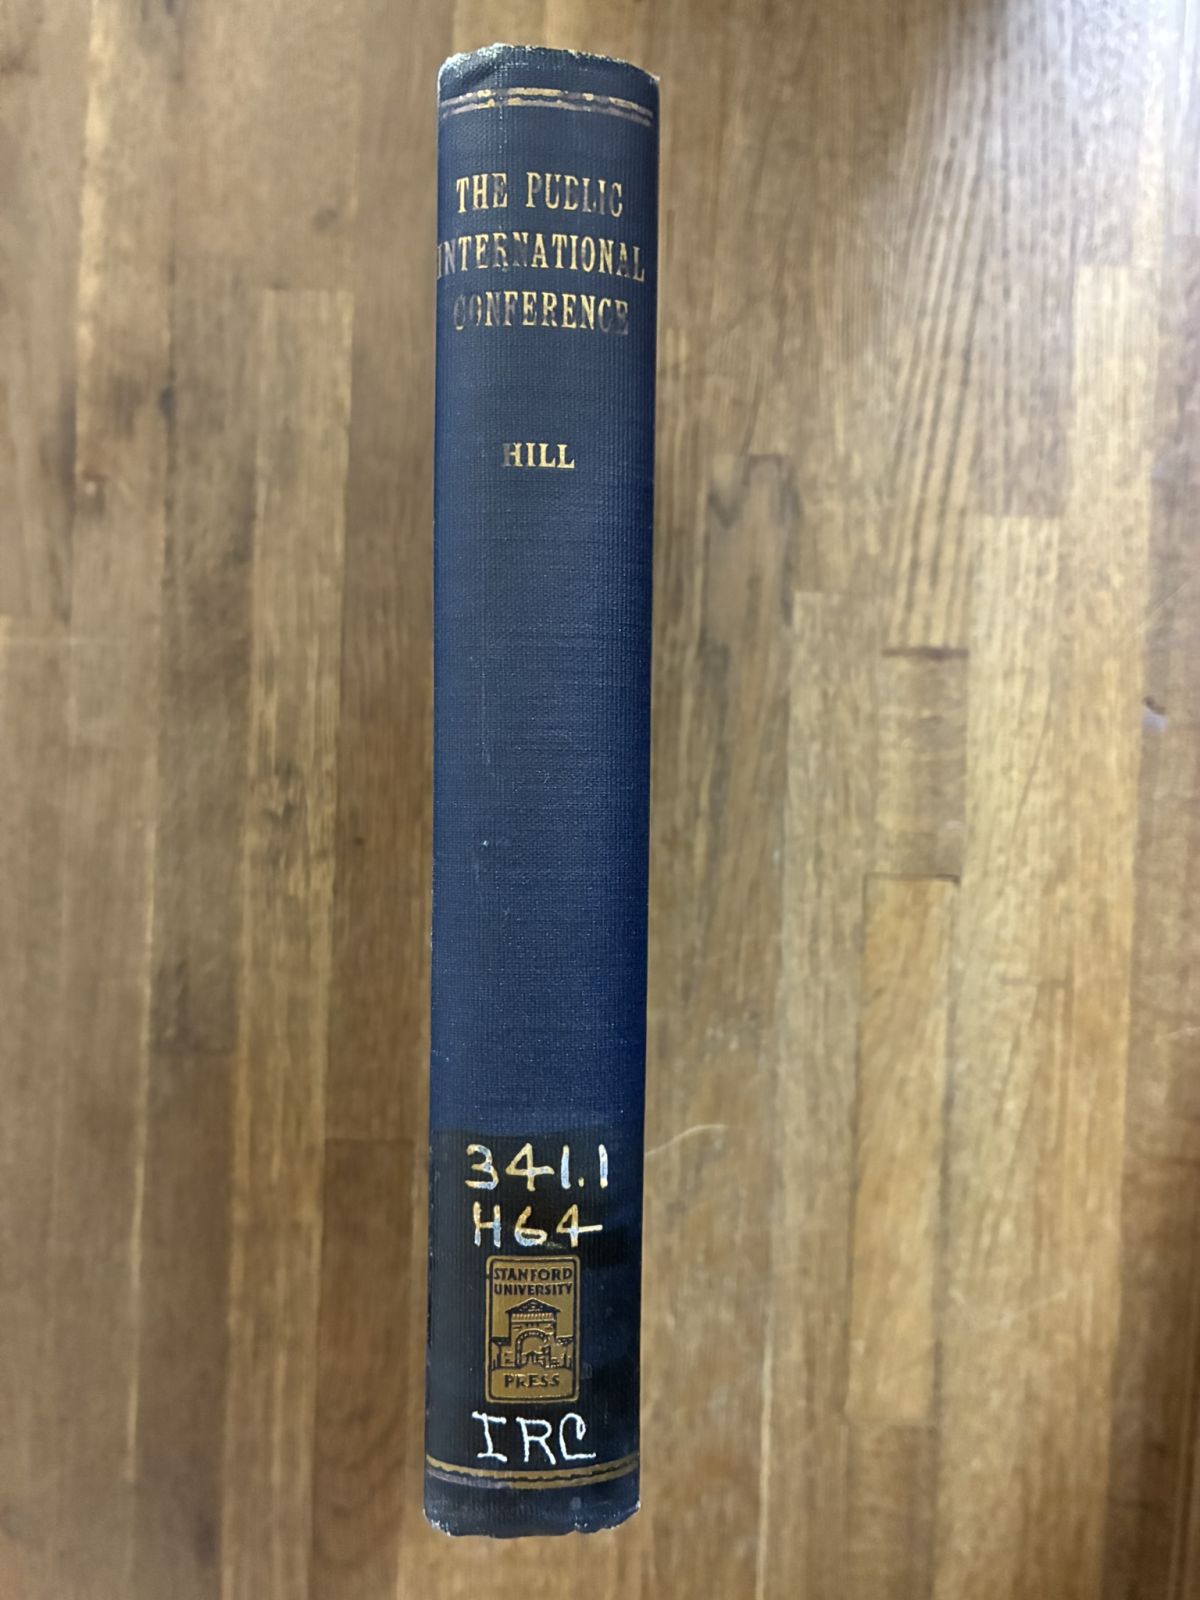 THE PUBLIC
INTERNATIONAL
CONFERENCE
HILL
341.1
H64
STANFORD
UNIVERSITY
PRESS
IRC